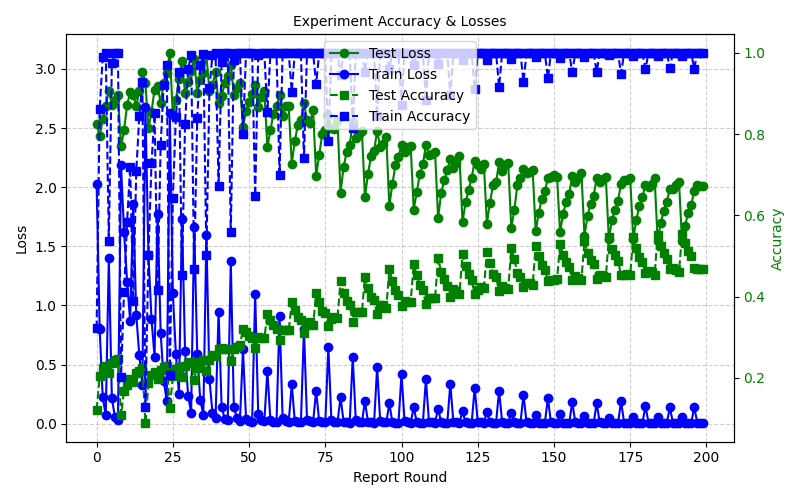 Experiment Accuracy & Losses
Test Loss
Train Loss
Test Accuracy
Train Accuracy
3.0
2.5
2.0
1.5
1.0
0.5
0.0
Loss
1.0
0.8
0.6
0.4
0.2
Accuracy
0 25 50 75 100 125 150 175 200
Report Round